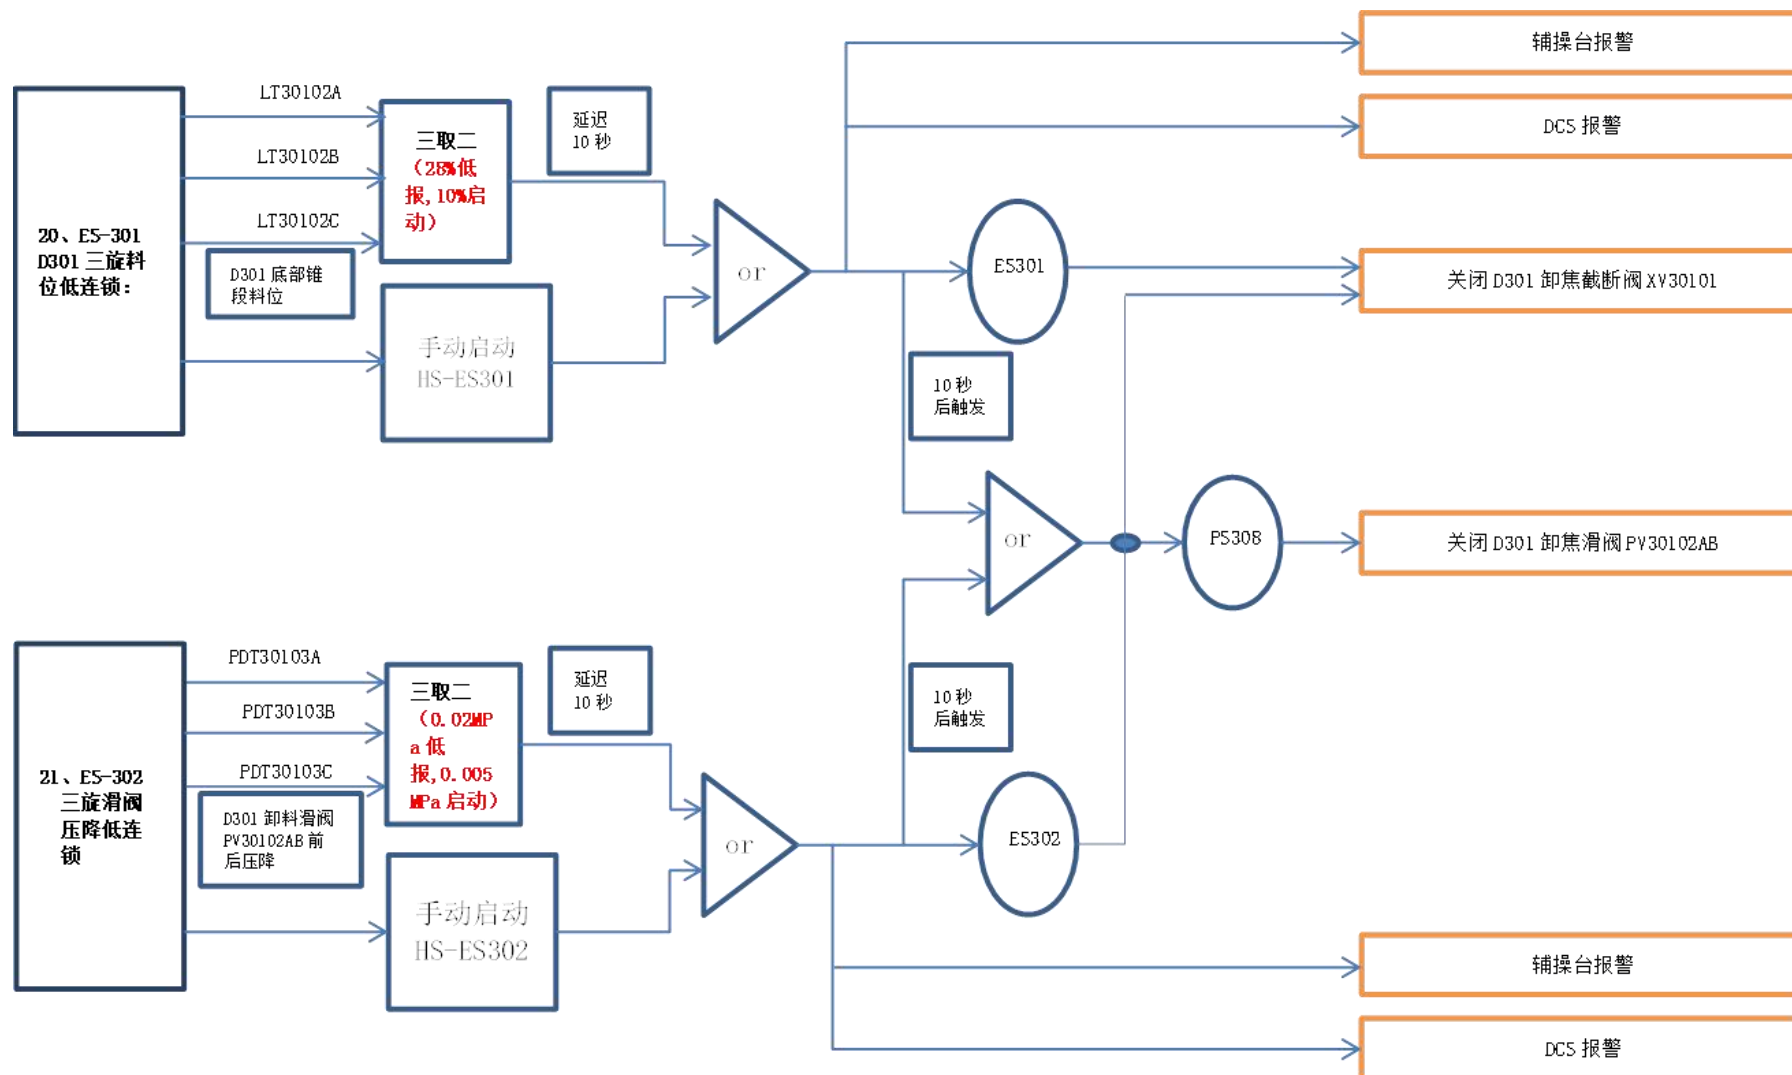 辅操台报警
DCS 报警
20、ES-301
D301 三旋料
位低连锁：
LT30102A
LT30102B
LT30102C
D301 底部锥
段料位
三取二
（28%低
报,10%启
动）
延迟
10 秒
手动启动
HS-ES301
or
ES301
关闭 D301 卸焦截断阀 XV30101
10 秒
后触发
or
PS308
关闭 D301 卸焦滑阀 PV30102AB
21、ES-302
三旋滑阀
压降低连
锁
PDT30103A
PDT30103B
PDT30103C
D301 卸料滑阀
PV30102AB 前
后压降
三取二
（0.02MP
a 低
报,0.005
MPa 启动）
延迟
10 秒
手动启动
HS-ES302
or
10 秒
后触发
ES302
辅操台报警
DCS 报警